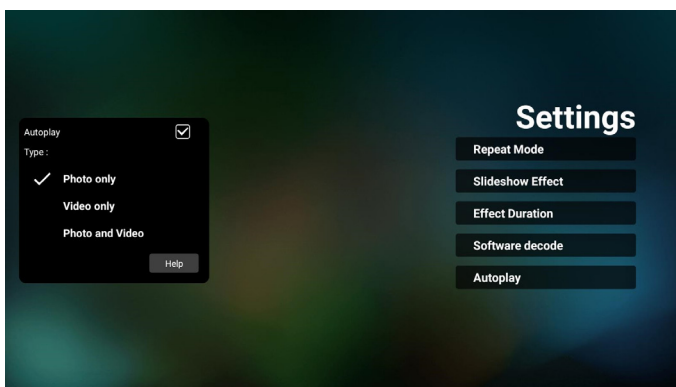 Autoplay
Type :
Photo only
Video only
Photo and Video
Help
Settings
Repeat Mode
Slideshow Effect
Effect Duration
Software decode
Autoplay